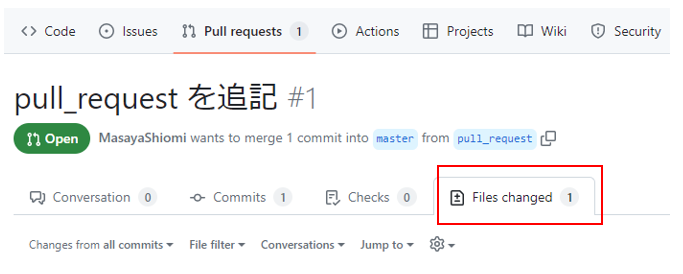 Code Issues Pull requests 1 Actions Projects Wiki Security
pull_request を追記 #1
Open MasayaShiomi wants to merge 1 commit into master from pull_request
Conversation 0 Commits 1 Checks 0 Files changed 1
Changes from all commits File filter Conversations Jump to